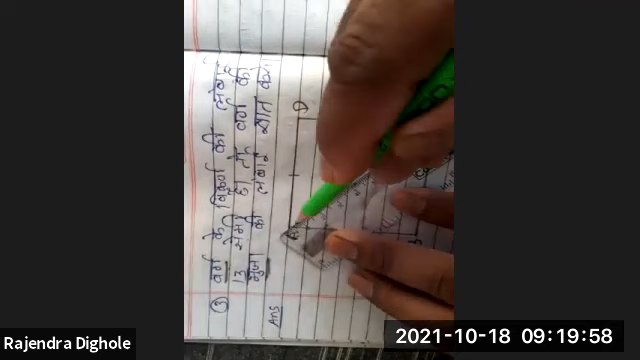 ③ वर्ग के विकर्ण की लंबाई
13 सेमी है। तो वर्ग की
भुजा की लंबाई ज्ञात करो
Ans
D
A
Rajendra Dighole
2021-10-18 09:19:58